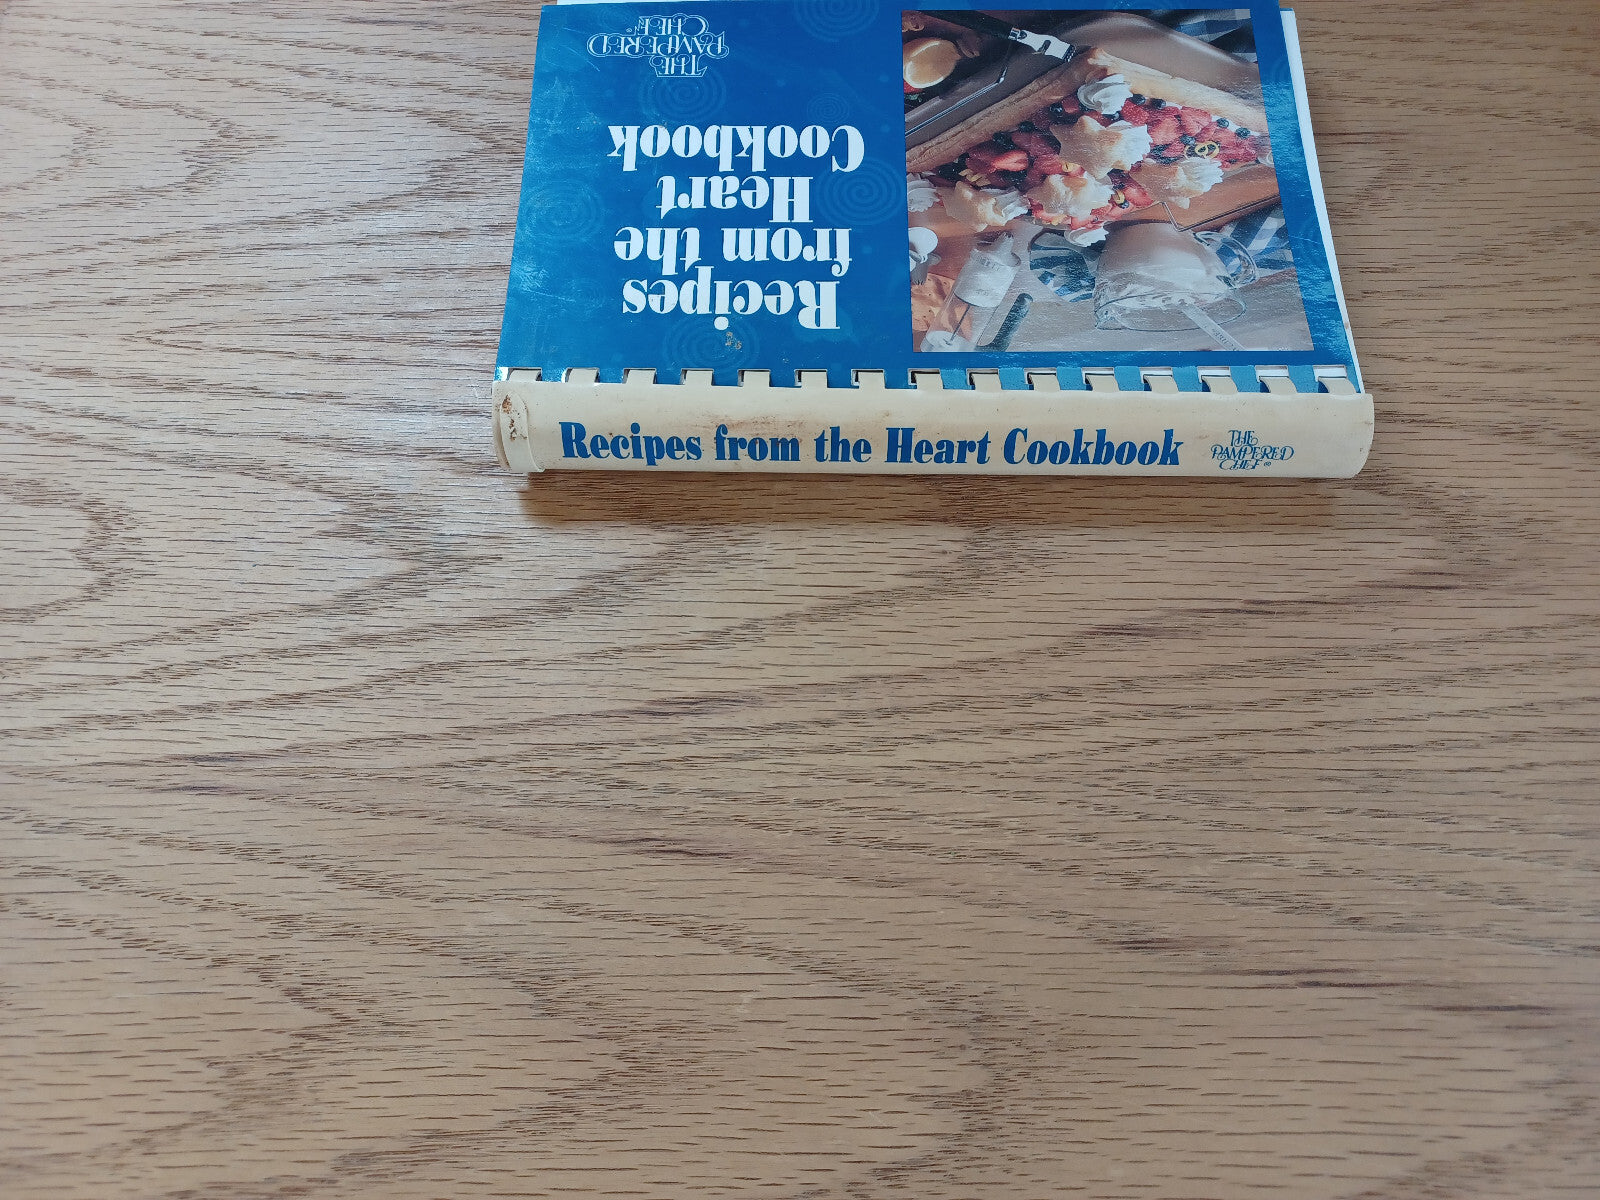 THE
PAMPERED
CHEF®
Recipes
from the
Heart
Cookbook
Recipes from the Heart Cookbook
THE
PAMPERED
CHEF®